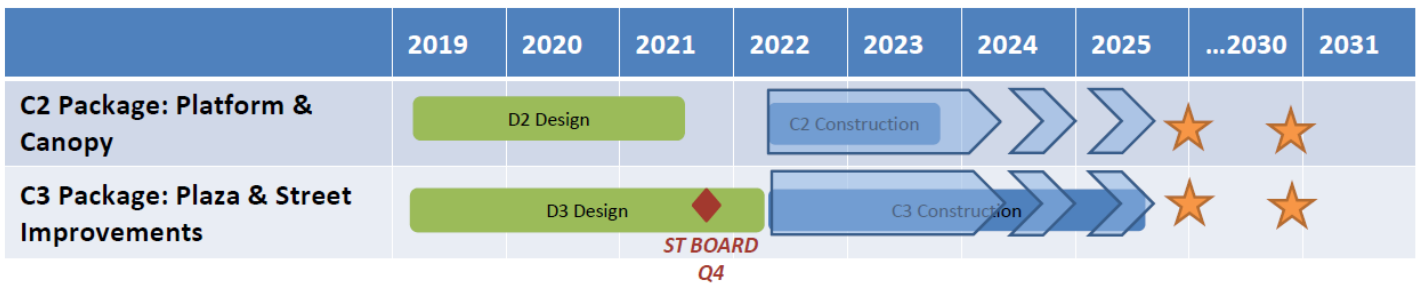 2019 2020 2021 2022 2023 2024 2025 ...2030 2031
C2 Package: Platform &
Canopy
D2 Design
C2 Construction
C3 Package: Plaza & Street
Improvements
D3 Design
C3 Construction
ST BOARD
Q4